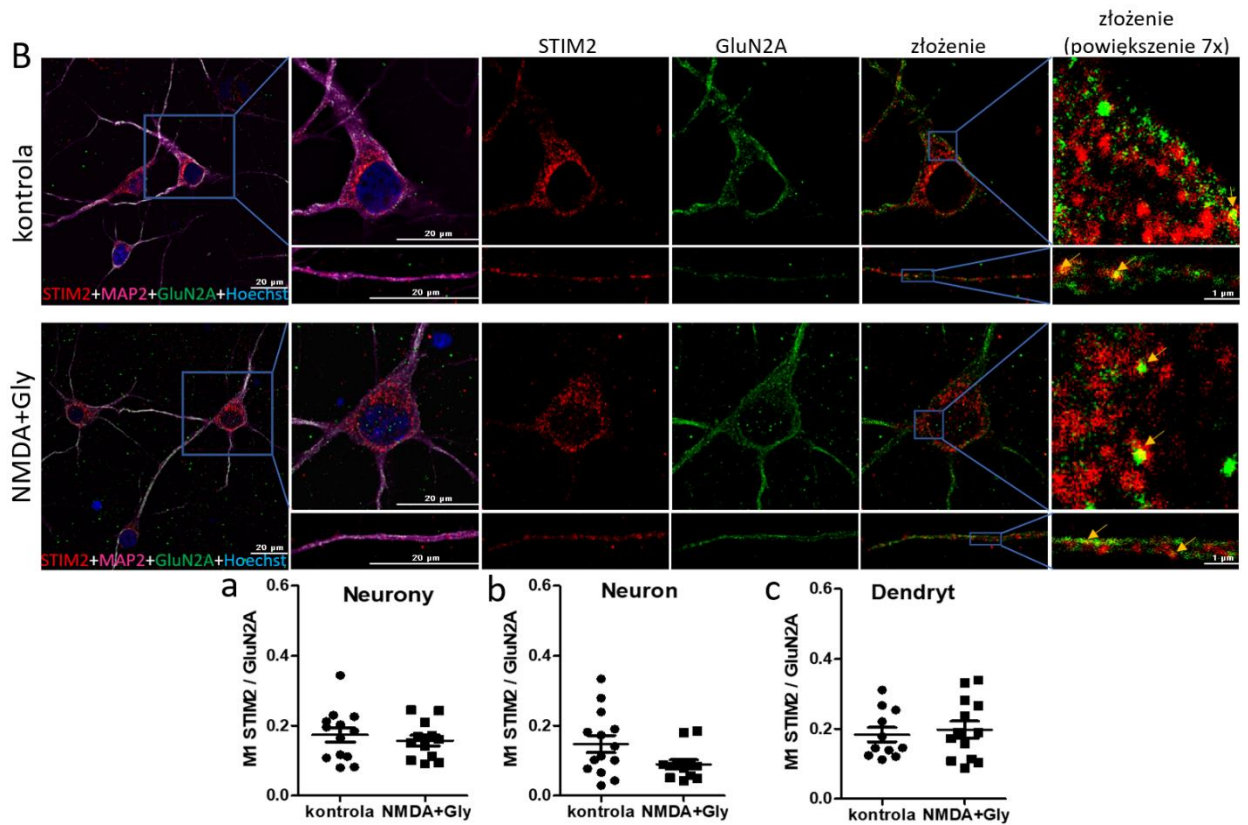 B
STIM2
GluN2A
złożenie
złożenie
(powiększenie 7x)
kontrola
20 µm
STIM2+MAP2+GluN2A+Hoechst
20 µm
20 µm
1 µm
NMDA+Gly
20 µm
STIM2+MAP2+GluN2A+Hoechst
20 µm
20 µm
1 µm
a
Neurony
M1 STIM2 / GluN2A
0.6
0.4
0.2
0.0
kontrola NMDA+Gly
b
Neuron
M1 STIM2 / GluN2A
0.6
0.4
0.2
0.0
kontrola NMDA+Gly
c
Dendryt
M1 STIM2 / GluN2A
0.6
0.4
0.2
0.0
kontrola NMDA+Gly